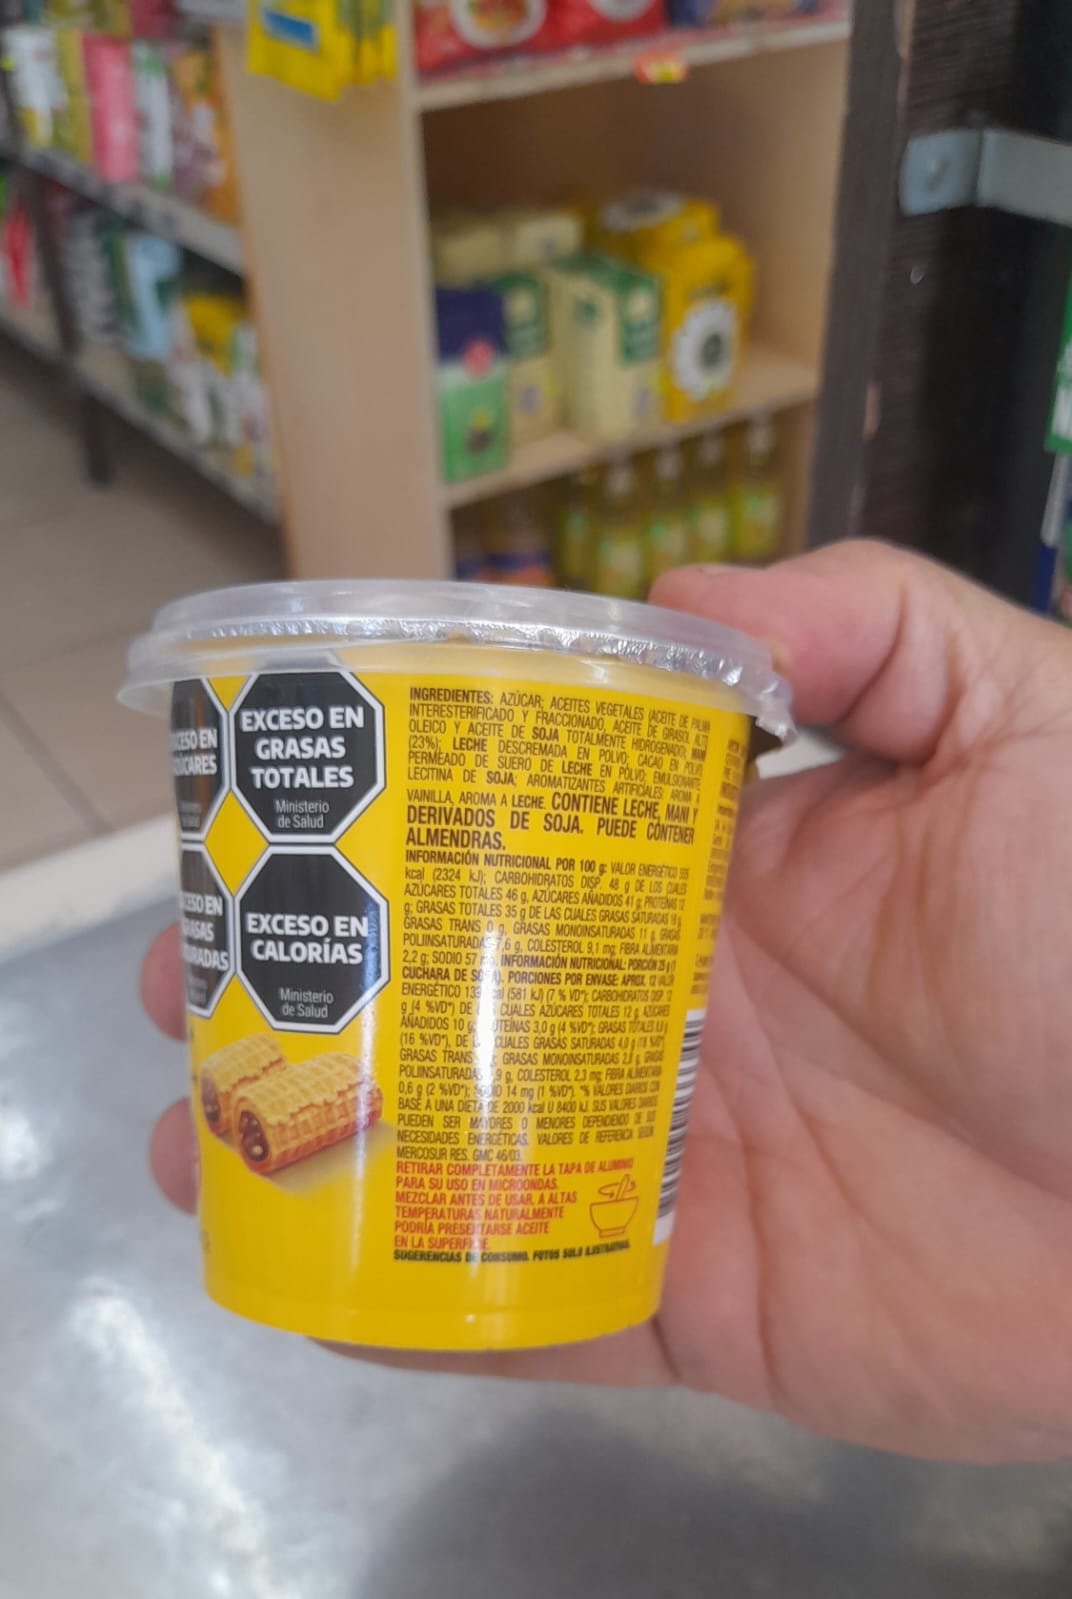 EXCESO EN
GRASAS
TOTALES
Ministerio
de Salud
EXCESO EN
CALORÍAS
Ministerio
de Salud
INGREDIENTES: AZÚCAR; ACEITES VEGETALES (ACEITE DE PALMA
INTERESTERIFICADO Y FRACCIONADO, ACEITE DE GIRASOL ALTO
OLEICO Y ACEITE DE SOJA TOTALMENTE HIDROGENADO); MANÍ
(23%); LECHE DESCREMADA EN POLVO; CACAO EN POLVO;
PERMEADO DE SUERO DE LECHE EN POLVO; EMULSIONANTE:
LECITINA DE SOJA; AROMATIZANTES ARTIFICIALES: AROMA A
VAINILLA, AROMA A LECHE. CONTIENE LECHE, MANÍ Y
DERIVADOS DE SOJA. PUEDE CONTENER
ALMENDRAS.
INFORMACIÓN NUTRICIONAL POR 100 g: VALOR ENERGÉTICO 555
kcal (2324 kJ); CARBOHIDRATOS DISP. 48 g DE LOS CUALES
AZÚCARES TOTALES 46 g, AZÚCARES AÑADIDOS 41 g; PROTEÍNAS 12
g; GRASAS TOTALES 35 g DE LAS CUALES GRASAS SATURADAS 16 g,
GRASAS TRANS 0 g, GRASAS MONOINSATURADAS 11 g, GRASAS
POLIINSATURADAS 7,6 g, COLESTEROL 9,1 mg; FIBRA ALIMENTARIA
2,2 g; SODIO 57 mg. INFORMACIÓN NUTRICIONAL: PORCIÓN 25 g (1
CUCHARA DE SOPA). PORCIONES POR ENVASE: APROX. 12 VALOR
ENERGÉTICO 139 kcal (581 kJ) (7 % VD*); CARBOHIDRATOS DISP. 12
g (4 %VD*) DE CUALES AZÚCARES TOTALES 12 g, AZÚCARES
AÑADIDOS 10 g; PROTEÍNAS 3,0 g (4 %VD*); GRASAS TOTALES 8,8 g
(16 %VD*), DE CUALES GRASAS SATURADAS 4,0 g (18 %VD*),
GRASAS TRANS g; GRASAS MONOINSATURADAS 2,8 g, GRASAS
POLIINSATURADAS 9 g, COLESTEROL 2,3 mg; FIBRA ALIMENTARIA
0,6 g (2 %VD*); SODIO 14 mg (1 %VD*). *% VALORES DIARIOS CON
BASE A UNA DIETA DE 2000 kcal U 8400 kJ. SUS VALORES DIARIOS
PUEDEN SER MAYORES O MENORES DEPENDIENDO DE SUS
NECESIDADES ENERGÉTICAS. VALORES DE REFERENCIA SEGÚN
MERCOSUR RES. GMC 46/03.
RETIRAR COMPLETAMENTE LA TAPA DE ALUMINIO
PARA SU USO EN MICROONDAS.
MEZCLAR ANTES DE USAR. A ALTAS
TEMPERATURAS NATURALMENTE
PODRÍA PRESENTARSE ACEITE
EN LA SUPERFICIE.
SUGERENCIAS DE CONSUMO. FOTOS SOLO ILUSTRATIVAS.